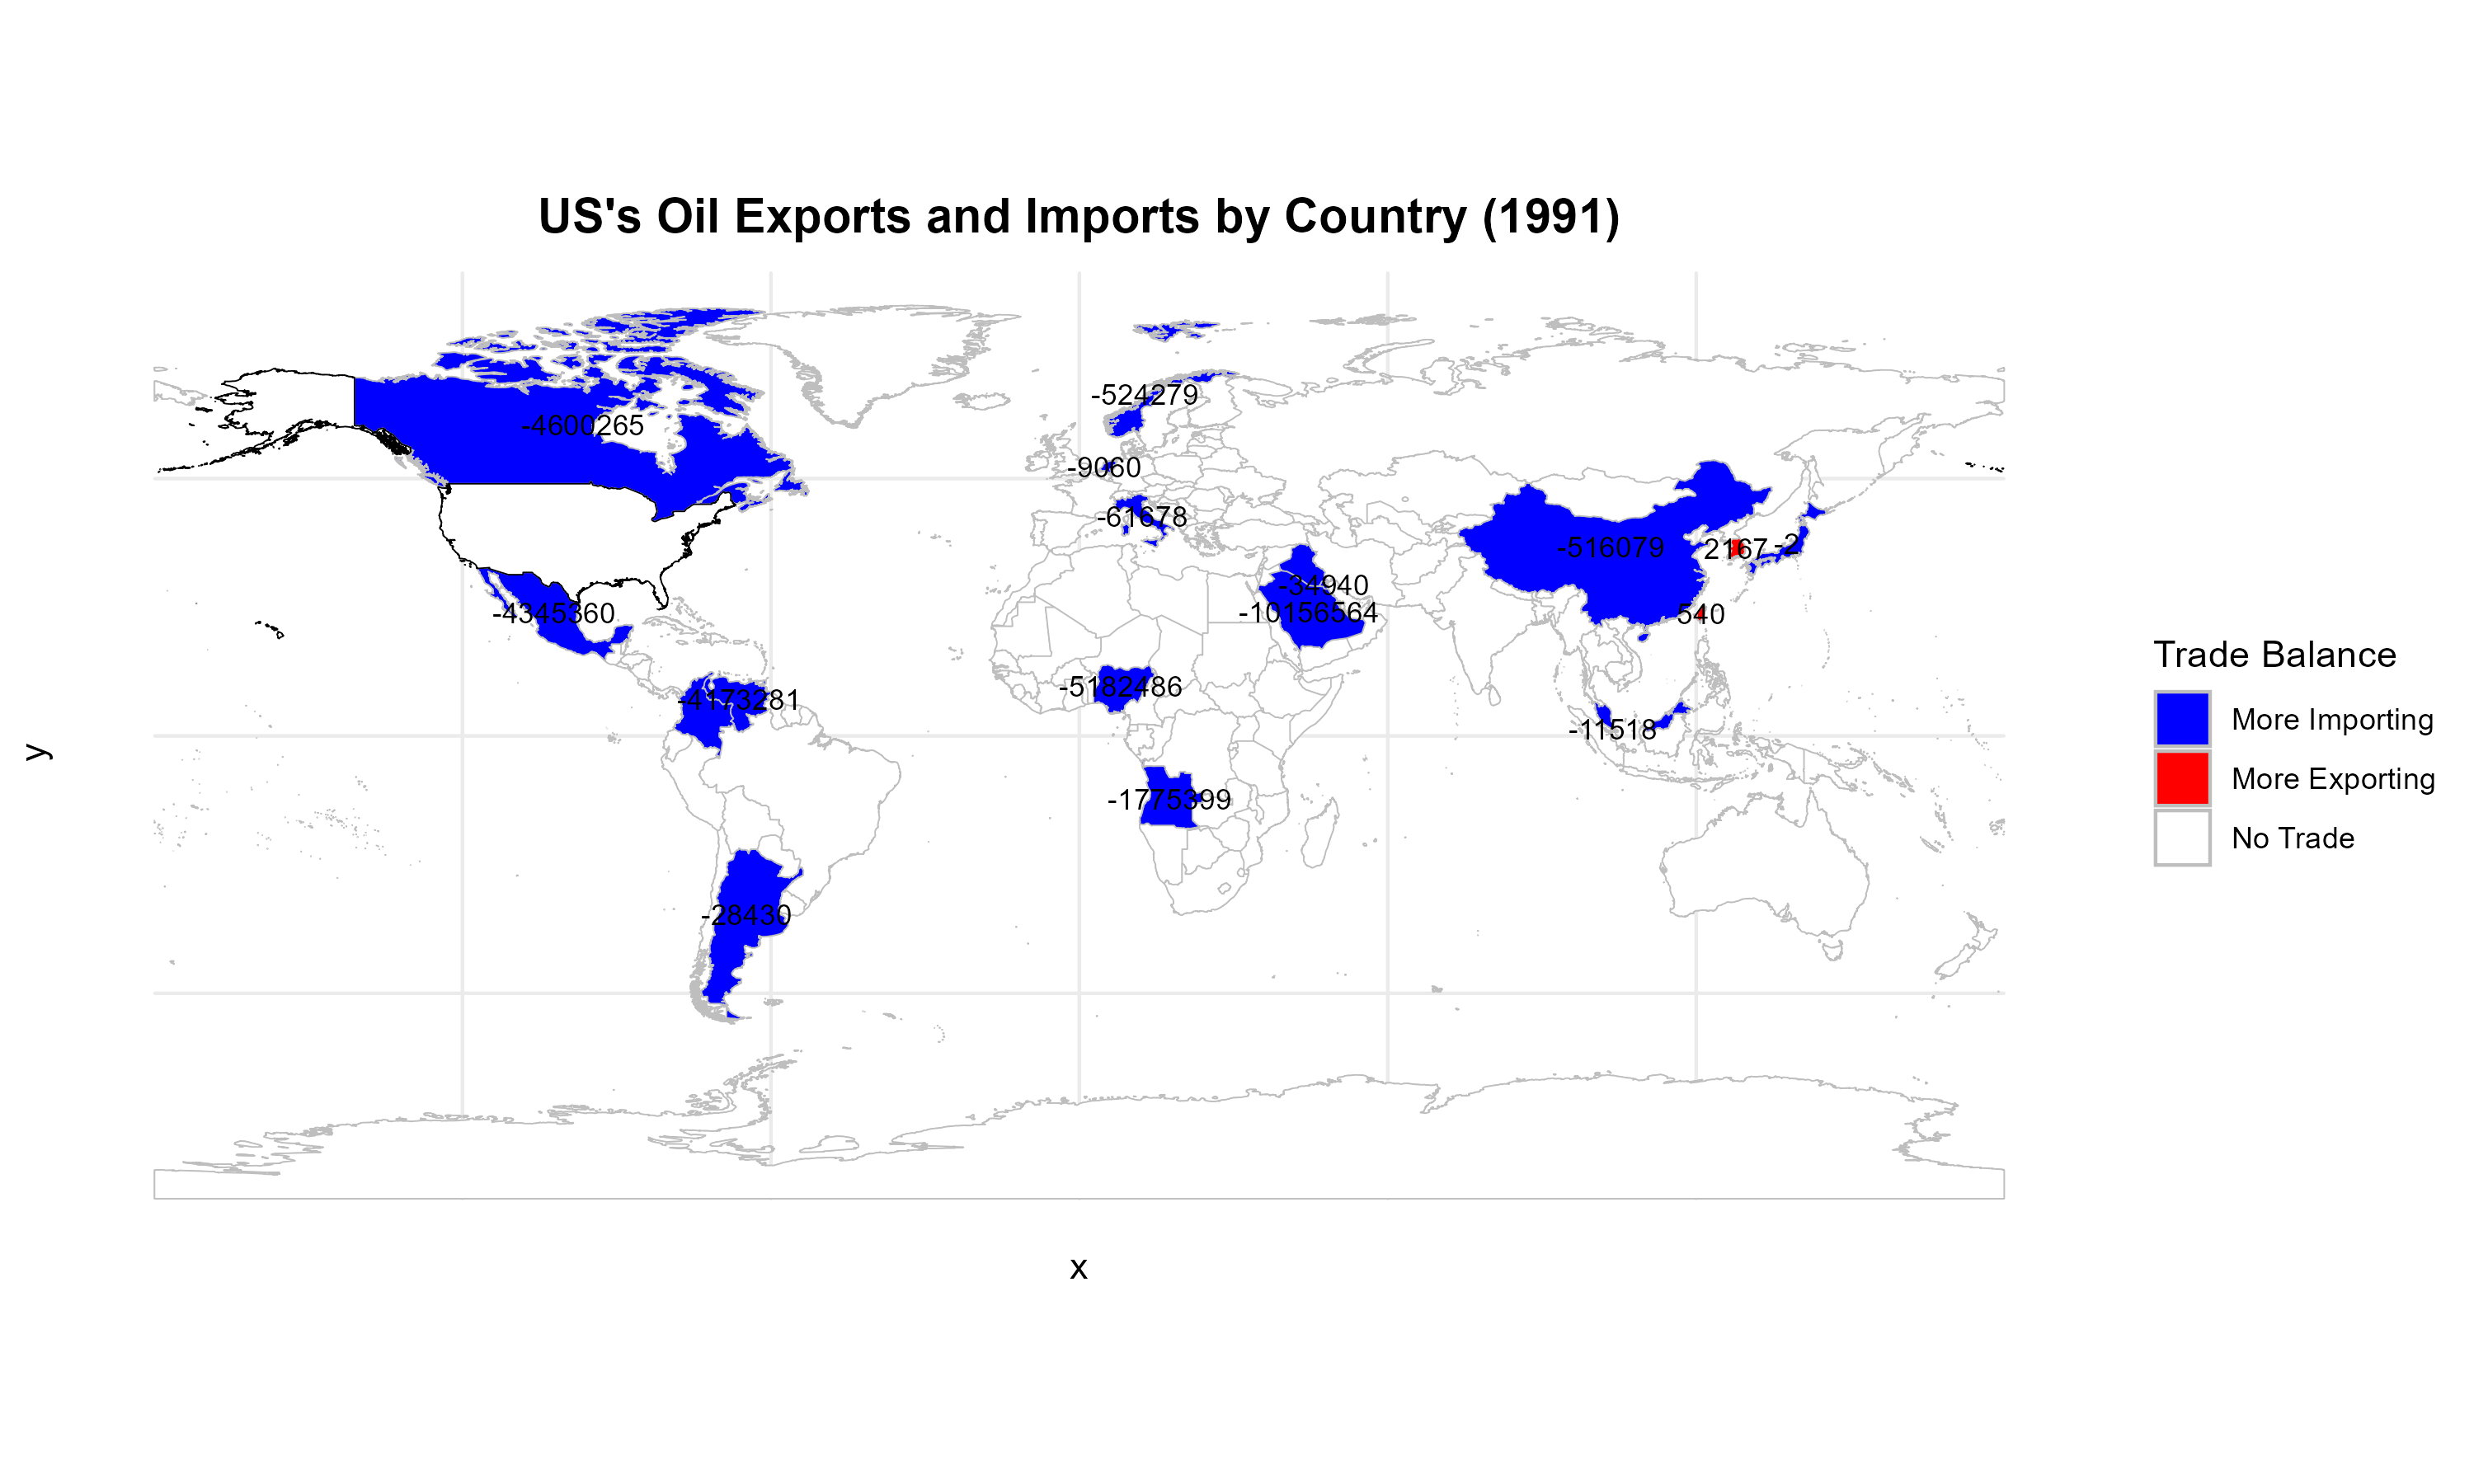 US's Oil Exports and Imports by Country (1991)
-524279
-4600265
-9060
-61678
-516079
2167
-2
-34940
-4345360
-10156564
540
-5182486
-4173281
-11518
-1775399
-28430
y
x
Trade Balance
More Importing
More Exporting
No Trade